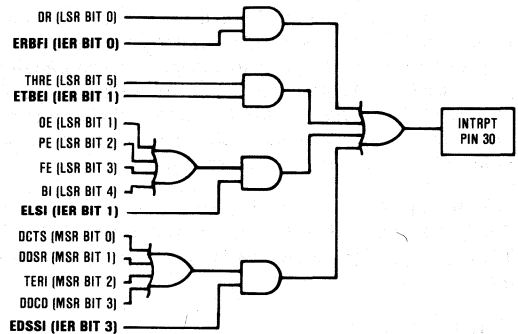 DR (LSR BIT 0)
ERBFI (IER BIT 0)
THRE (LSR BIT 5)
ETBEI (IER BIT 1)
OE (LSR BIT 1)
PE (LSR BIT 2)
FE (LSR BIT 3)
BI (LSR BIT 4)
ELSI (IER BIT 1)
DCTS (MSR BIT 0)
DDSR (MSR BIT 1)
TERI (MSR BIT 2)
DDCD (MSR BIT 3)
EDSSI (IER BIT 3)
INTRPT
PIN 30